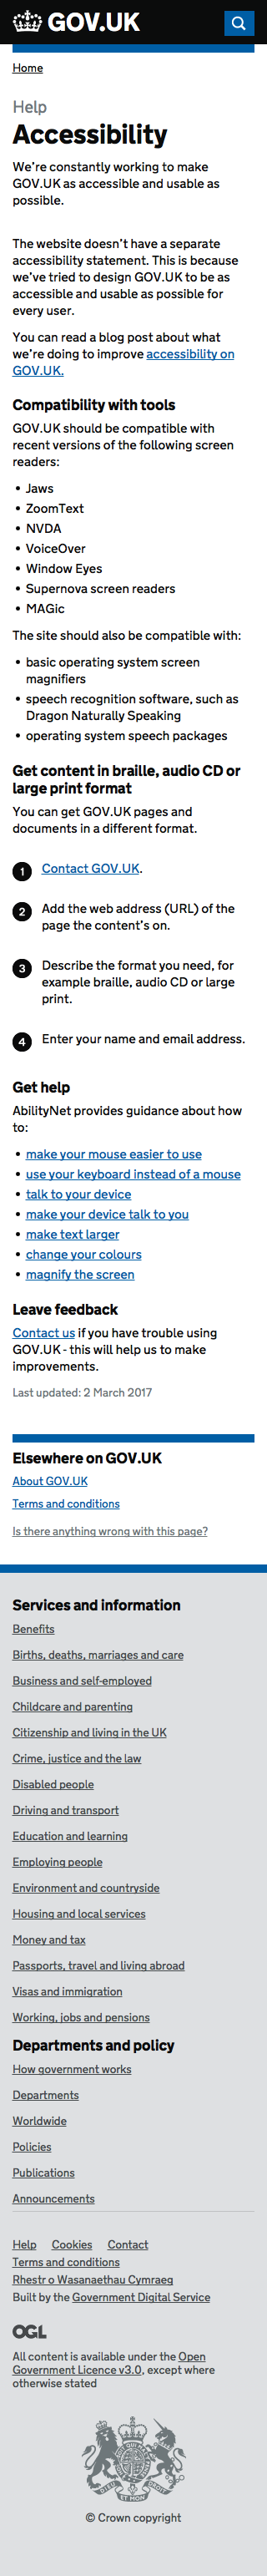 GOV.UK
Home
Help
Accessibility
We’re constantly working to make
GOV.UK as accessible and usable as
possible.
The website doesn’t have a separate
accessibility statement. This is because
we’ve tried to design GOV.UK to be as
accessible and usable as possible for
every user.
You can read a blog post about what
we’re doing to improve accessibility on
GOV.UK.
Compatibility with tools
GOV.UK should be compatible with
recent versions of the following screen
readers:
• Jaws
• ZoomText
• NVDA
• VoiceOver
• Window Eyes
• Supernova screen readers
• MAGic
The site should also be compatible with:
• basic operating system screen
magnifiers
• speech recognition software, such as
Dragon Naturally Speaking
• operating system speech packages
Get content in braille, audio CD or
large print format
You can get GOV.UK pages and
documents in a different format.
1 Contact GOV.UK.
2 Add the web address (URL) of the
page the content’s on.
3 Describe the format you need, for
example braille, audio CD or large
print.
4 Enter your name and email address.
Get help
AbilityNet provides guidance about how
to:
• make your mouse easier to use
• use your keyboard instead of a mouse
• talk to your device
• make your device talk to you
• make text larger
• change your colours
• magnify the screen
Leave feedback
Contact us if you have trouble using
GOV.UK - this will help us to make
improvements.
Last updated: 2 March 2017
Elsewhere on GOV.UK
About GOV.UK
Terms and conditions
Is there anything wrong with this page?
Services and information
Benefits
Births, deaths, marriages and care
Business and self-employed
Childcare and parenting
Citizenship and living in the UK
Crime, justice and the law
Disabled people
Driving and transport
Education and learning
Employing people
Environment and countryside
Housing and local services
Money and tax
Passports, travel and living abroad
Visas and immigration
Working, jobs and pensions
Departments and policy
How government works
Departments
Worldwide
Policies
Publications
Announcements
Help Cookies Contact
Terms and conditions
Rhestr o Wasanaethau Cymraeg
Built by the Government Digital Service
OGL
All content is available under the Open
Government Licence v3.0, except where
otherwise stated
DIEU ET MON
© Crown copyright